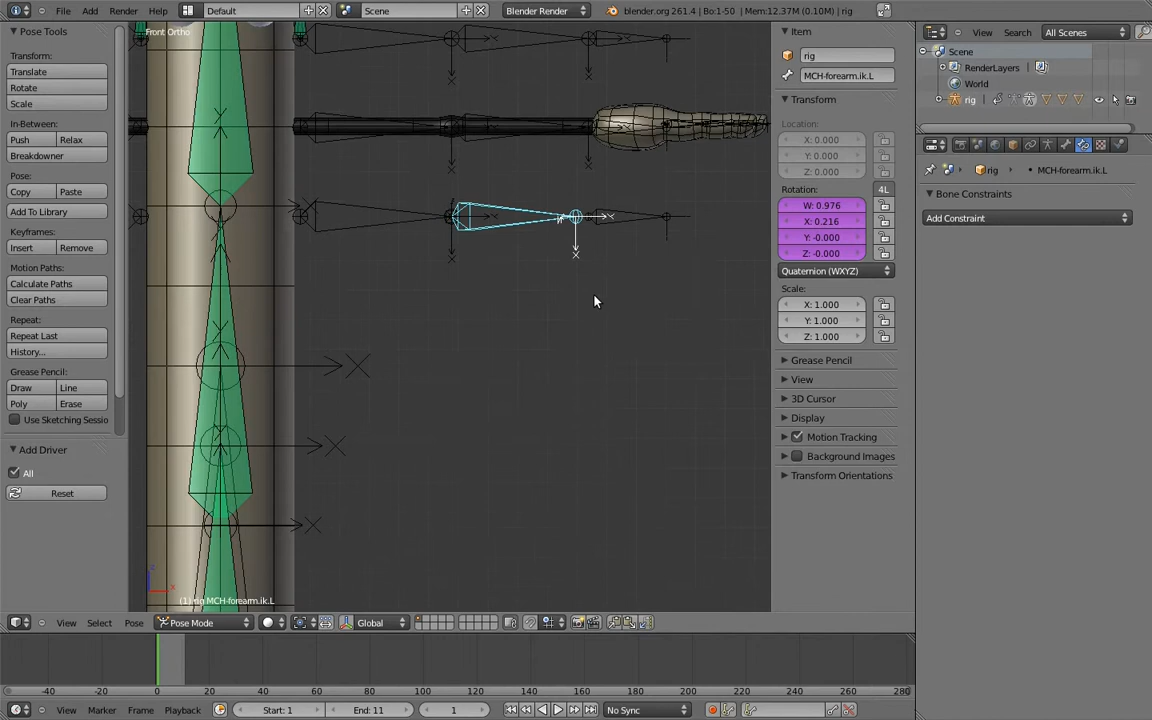 File Add Render Help Default Scene Blender Render blender.org 261.4 | Bo:1-50 | Mem:12.37M (0.10M) | rig
Pose Tools
Transform:
Translate
Rotate
Scale
In-Between:
Push Relax
Breakdowner
Pose:
Copy Paste
Add To Library
Keyframes:
Insert Remove
Motion Paths:
Calculate Paths
Clear Paths
Repeat:
Repeat Last
History...
Grease Pencil:
Draw Line
Poly Erase
Use Sketching Sessio
Add Driver
All
Reset
Front Ortho
(1) rig MCH-forearm.ik.L
View Select Pose Pose Mode Global
Item
rig
MCH-forearm.ik.L
Transform
Location:
X: 0.000
Y: 0.000
Z: 0.000
Rotation: 4L
W: 0.976
X: 0.216
Y: -0.000
Z: -0.000
Quaternion (WXYZ)
Scale:
X: 1.000
Y: 1.000
Z: 1.000
Grease Pencil
View
3D Cursor
Display
Motion Tracking
Background Images
Transform Orientations
View Search All Scenes
Scene
RenderLayers
World
rig
rig MCH-forearm.ik.L
Bone Constraints
Add Constraint
-40 -20 0 20 40 60 80 100 120 140 160 180 200 220 240 260 280
View Marker Frame Playback Start: 1 End: 11 1 No Sync